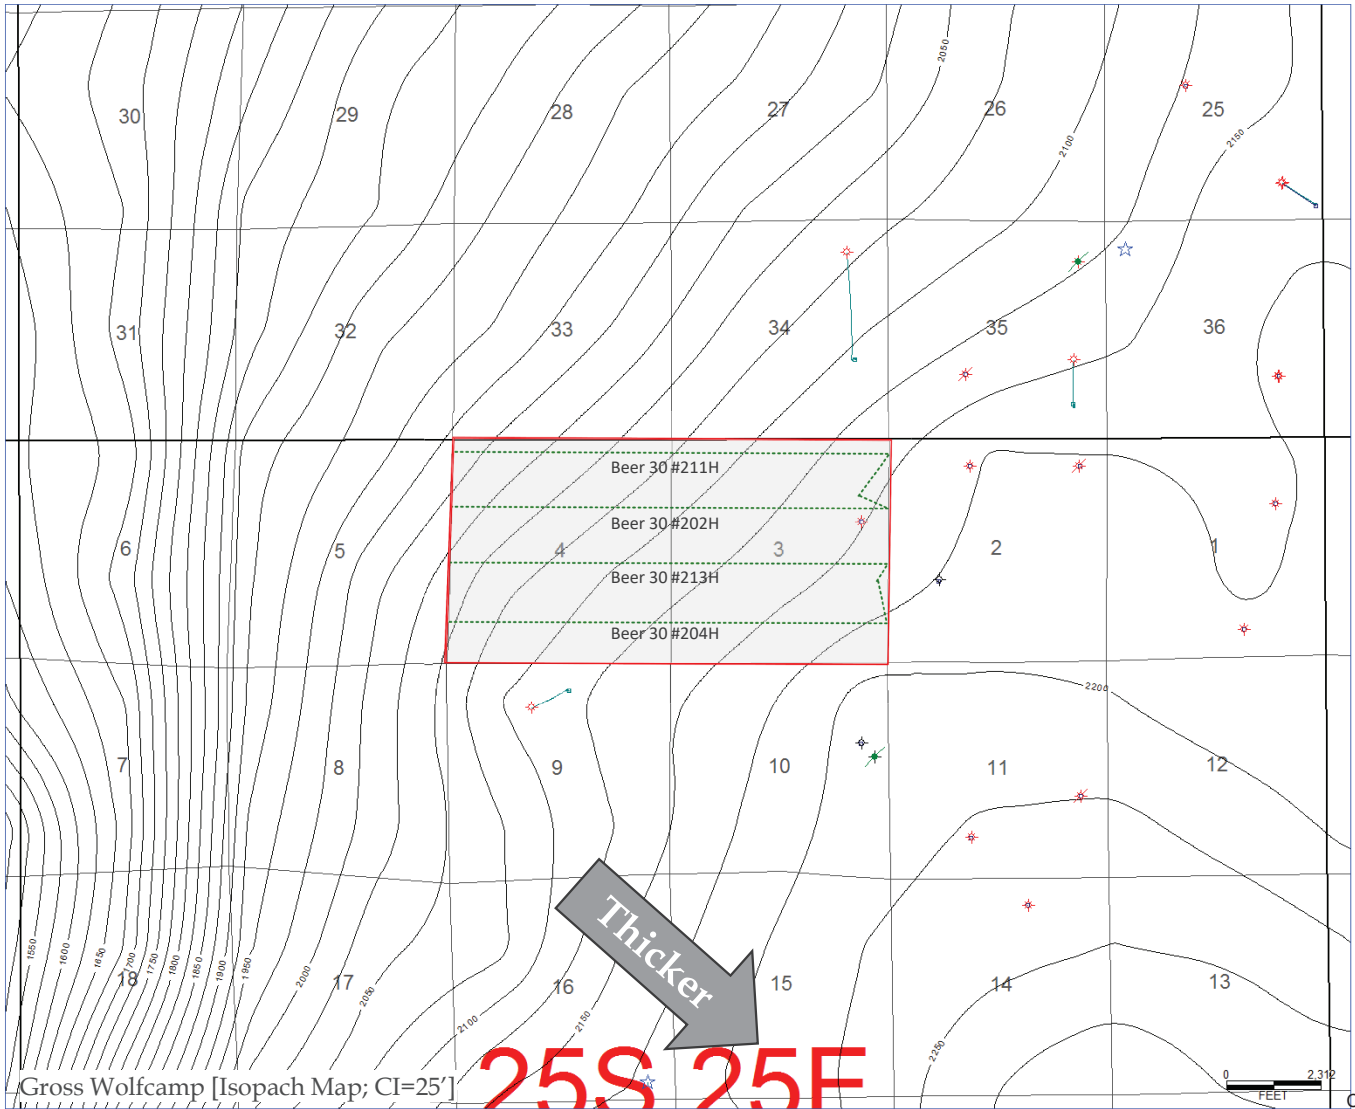 2050
30 29 28 27 26 25
2100
2150
31 32 33 34 35 36
Beer 30 #211H
Beer 30 #202H
6 5 4 3 2 1
Beer 30 #213H
Beer 30 #204H
2200
7 8 9 10 11 12
Thicker
18 17 16 15 14 13
1550 1600 1650 1700 1750 1800 1850 1900 1950 2000 2050 2100 2150 2250
25S 25E
Gross Wolfcamp [Isopach Map; CI=25']
0 2,312
FEET